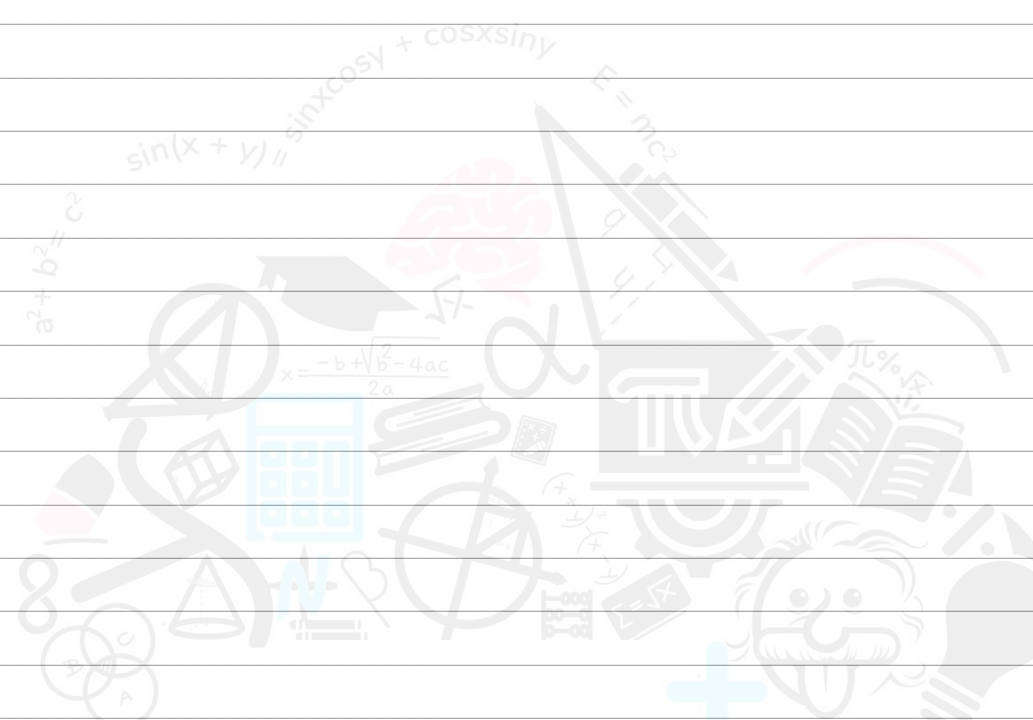 sin(x + y) = sinxcosy + cosxsiny
E = mc²
a² + b² = c²
x = -b+√b²-4ac
2a
√
α
π
π%√x
Σ=√x
N
B
C
A